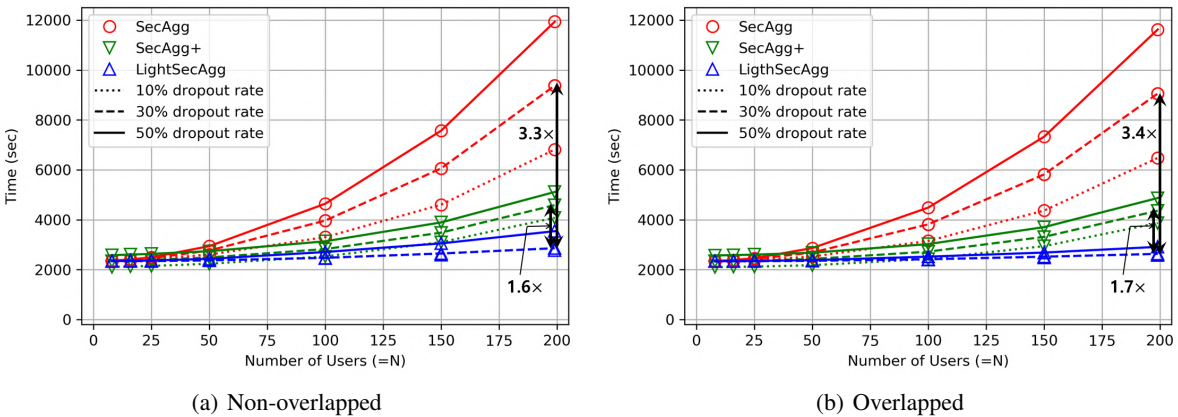 12000
10000
8000
6000
4000
2000
0
Time (sec)
SecAgg
SecAgg+
LightSecAgg
10% dropout rate
30% dropout rate
50% dropout rate
3.3×
1.6×
0 25 50 75 100 125 150 175 200
Number of Users (=N)
(a) Non-overlapped
12000
10000
8000
6000
4000
2000
0
Time (sec)
SecAgg
SecAgg+
LigthSecAgg
10% dropout rate
30% dropout rate
50% dropout rate
3.4×
1.7×
0 25 50 75 100 125 150 175 200
Number of Users (=N)
(b) Overlapped